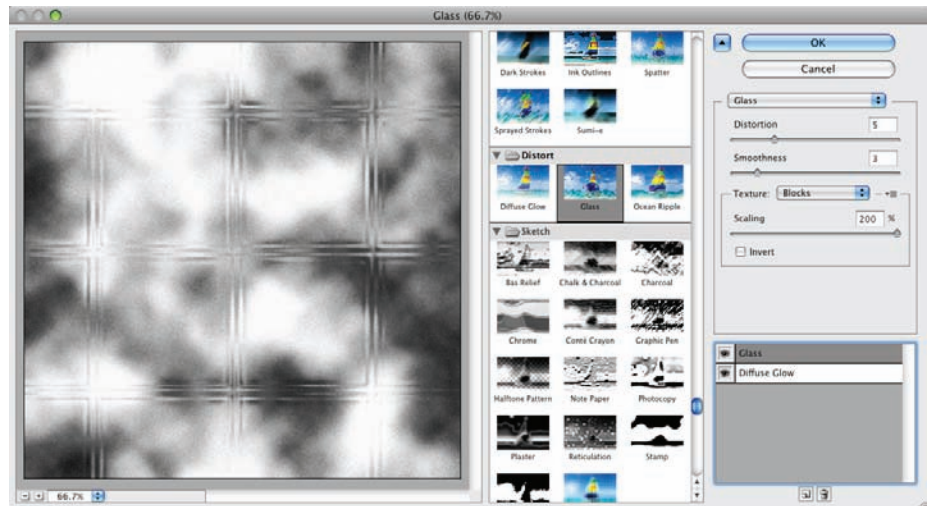 Glass (66.7%)
Dark Strokes
Ink Outlines
Spatter
Sprayed Strokes
Sumi-e
Distort
Diffuse Glow
Glass
Ocean Ripple
Sketch
Bas Relief
Chalk & Charcoal
Charcoal
Chrome
Conté Crayon
Graphic Pen
Halftone Pattern
Note Paper
Photocopy
Plaster
Reticulation
Stamp
66.7%
OK
Cancel
Glass
Distortion 5
Smoothness 3
Texture: Blocks
Scaling 200 %
Invert
Glass
Diffuse Glow